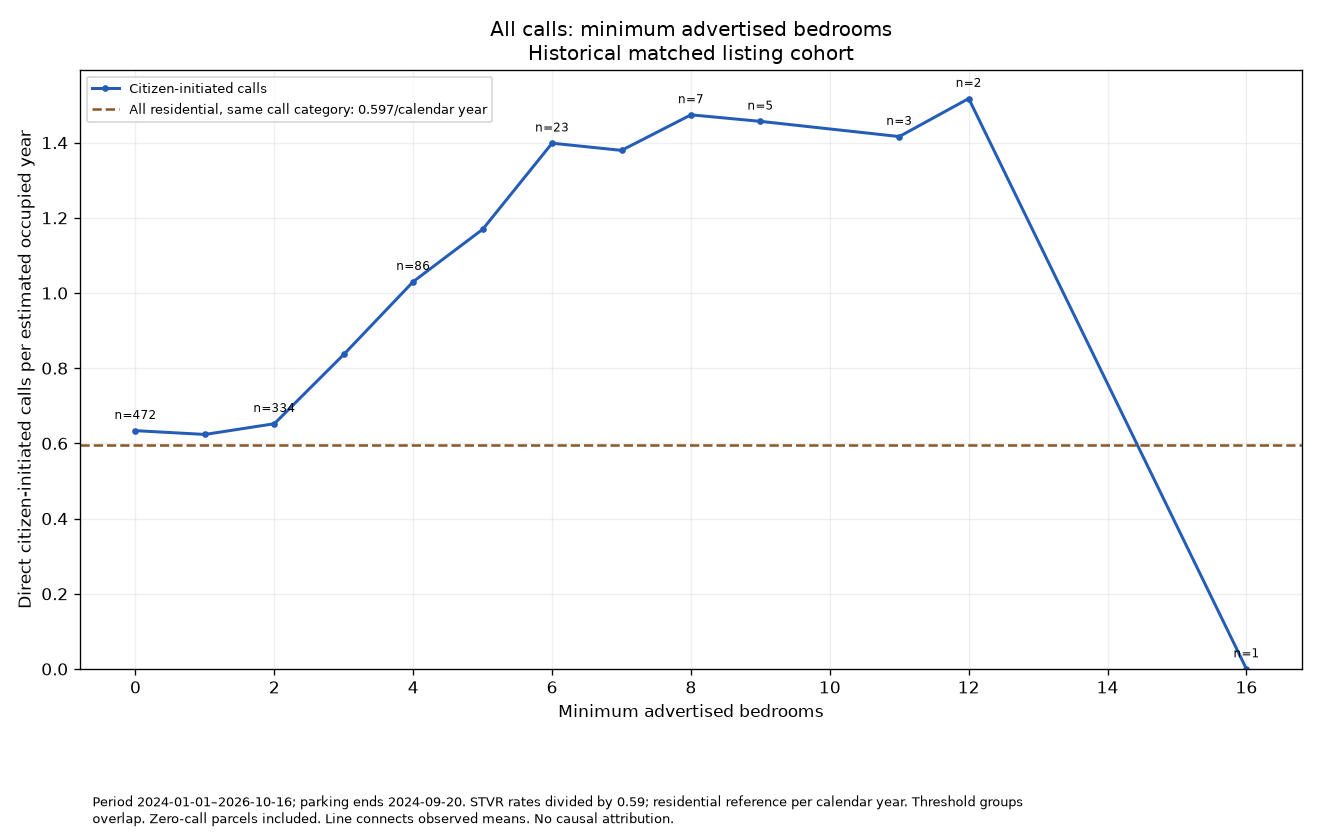 All calls: minimum advertised bedrooms
Historical matched listing cohort
Citizen-initiated calls
All residential, same call category: 0.597/calendar year
Direct citizen-initiated calls per estimated occupied year
1.4
1.2
1.0
0.8
0.6
0.4
0.2
0.0
n=472
n=334
n=86
n=23
n=7
n=5
n=3
n=2
n=1
0 2 4 6 8 10 12 14 16
Minimum advertised bedrooms
Period 2024-01-01–2026-10-16; parking ends 2024-09-20. STVR rates divided by 0.59; residential reference per calendar year. Threshold groups
overlap. Zero-call parcels included. Line connects observed means. No causal attribution.